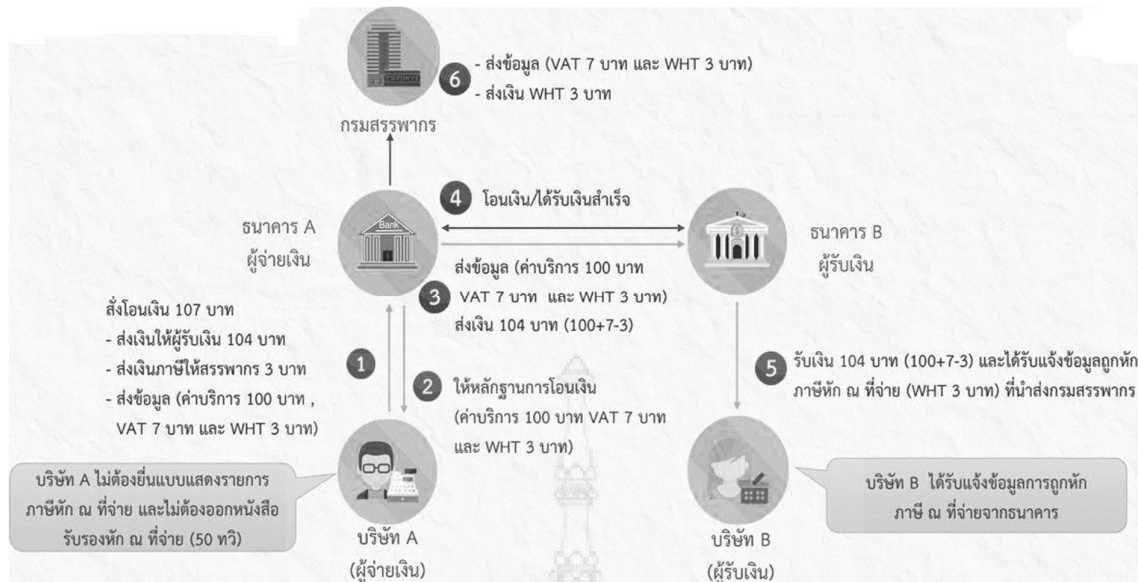 6
- ส่งข้อมูล (VAT 7 บาท และ WHT 3 บาท)
- ส่งเงิน WHT 3 บาท
กรมสรรพากร
4 โอนเงิน/ได้รับเงินสำเร็จ
Bank
ธนาคาร A
ผู้จ่ายเงิน
ธนาคาร B
ผู้รับเงิน
3
ส่งข้อมูล (ค่าบริการ 100 บาท
VAT 7 บาท และ WHT 3 บาท)
ส่งเงิน 104 บาท (100+7-3)
สั่งโอนเงิน 107 บาท
- ส่งเงินให้ผู้รับเงิน 104 บาท
- ส่งเงินภาษีให้สรรพากร 3 บาท
- ส่งข้อมูล (ค่าบริการ 100 บาท ,
VAT 7 บาท และ WHT 3 บาท)
1
2 ให้หลักฐานการโอนเงิน
(ค่าบริการ 100 บาท VAT 7 บาท
และ WHT 3 บาท)
5 รับเงิน 104 บาท (100+7-3) และได้รับแจ้งข้อมูลถูกหัก
ภาษีหัก ณ ที่จ่าย (WHT 3 บาท) ที่นำส่งกรมสรรพากร
บริษัท A ไม่ต้องยื่นแบบแสดงรายการ
ภาษีหัก ณ ที่จ่าย และไม่ต้องออกหนังสือ
รับรองหัก ณ ที่จ่าย (50 ทวิ)
บริษัท A
(ผู้จ่ายเงิน)
บริษัท B
(ผู้รับเงิน)
บริษัท B ได้รับแจ้งข้อมูลการถูกหัก
ภาษี ณ ที่จ่ายจากธนาคาร